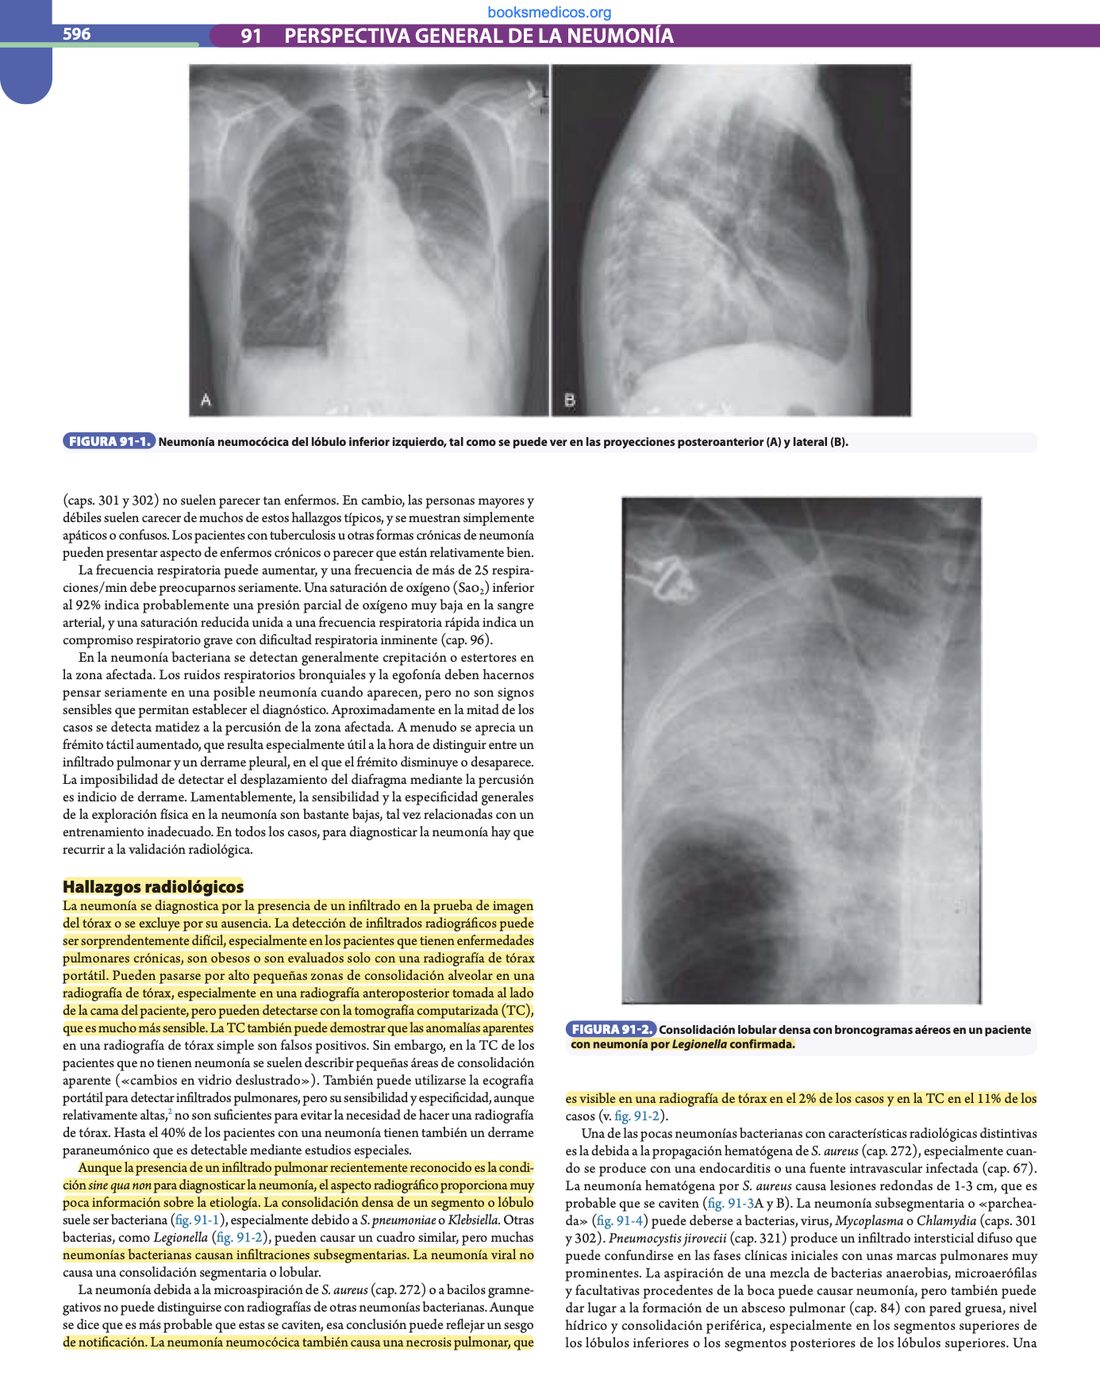 booksmedicos.org
596
91 PERSPECTIVA GENERAL DE LA NEUMONÍA
A
B
FIGURA 91-1. Neumonía neumocócica del lóbulo inferior izquierdo, tal como se puede ver en las proyecciones posteroanterior (A) y lateral (B).
(caps. 301 y 302) no suelen parecer tan enfermos. En cambio, las personas mayores y
débiles suelen carecer de muchos de estos hallazgos típicos, y se muestran simplemente
apáticos o confusos. Los pacientes con tuberculosis u otras formas crónicas de neumonía
pueden presentar aspecto de enfermos crónicos o parecer que están relativamente bien.
La frecuencia respiratoria puede aumentar, y una frecuencia de más de 25 respira-
ciones/min debe preocuparnos seriamente. Una saturación de oxígeno (SaO₂) inferior
al 92% indica probablemente una presión parcial de oxígeno muy baja en la sangre
arterial, y una saturación reducida unida a una frecuencia respiratoria rápida indica un
compromiso respiratorio grave con dificultad respiratoria inminente (cap. 96).
En la neumonía bacteriana se detectan generalmente crepitación o estertores en
la zona afectada. Los ruidos respiratorios bronquiales y la egofonía deben hacernos
pensar seriamente en una posible neumonía cuando aparecen, pero no son signos
sensibles que permitan establecer el diagnóstico. Aproximadamente en la mitad de los
casos se detecta matidez a la percusión de la zona afectada. A menudo se aprecia un
frémito táctil aumentado, que resulta especialmente útil a la hora de distinguir entre un
infiltrado pulmonar y un derrame pleural, en el que el frémito disminuye o desaparece.
La imposibilidad de detectar el desplazamiento del diafragma mediante la percusión
es indicio de derrame. Lamentablemente, la sensibilidad y la especificidad generales
de la exploración física en la neumonía son bastante bajas, tal vez relacionadas con un
entrenamiento inadecuado. En todos los casos, para diagnosticar la neumonía hay que
recurrir a la validación radiológica.
Hallazgos radiológicos
La neumonía se diagnostica por la presencia de un infiltrado en la prueba de imagen
del tórax o se excluye por su ausencia. La detección de infiltrados radiográficos puede
ser sorprendentemente difícil, especialmente en los pacientes que tienen enfermedades
pulmonares crónicas, son obesos o son evaluados solo con una radiografía de tórax
portátil. Pueden pasarse por alto pequeñas zonas de consolidación alveolar en una
radiografía de tórax, especialmente en una radiografía anteroposterior tomada al lado
de la cama del paciente, pero pueden detectarse con la tomografía computarizada (TC),
que es mucho más sensible. La TC también puede demostrar que las anomalías aparentes
en una radiografía de tórax simple son falsos positivos. Sin embargo, en la TC de los
pacientes que no tienen neumonía se suelen describir pequeñas áreas de consolidación
aparente («cambios en vidrio deslustrado»). También puede utilizarse la ecografía
portátil para detectar infiltrados pulmonares, pero su sensibilidad y especificidad, aunque
relativamente altas,² no son suficientes para evitar la necesidad de hacer una radiografía
de tórax. Hasta el 40% de los pacientes con una neumonía tienen también un derrame
paraneumónico que es detectable mediante estudios especiales.
Aunque la presencia de un infiltrado pulmonar recientemente reconocido es la condi-
ción sine qua non para diagnosticar la neumonía, el aspecto radiográfico proporciona muy
poca información sobre la etiología. La consolidación densa de un segmento o lóbulo
suele ser bacteriana (fig. 91-1), especialmente debido a S. pneumoniae o Klebsiella. Otras
bacterias, como Legionella (fig. 91-2), pueden causar un cuadro similar, pero muchas
neumonías bacterianas causan infiltraciones subsegmentarias. La neumonía viral no
causa una consolidación segmentaria o lobular.
La neumonía debida a la microaspiración de S. aureus (cap. 272) o a bacilos gramne-
gativos no puede distinguirse con radiografías de otras neumonías bacterianas. Aunque
se dice que es más probable que estas se caviten, esa conclusión puede reflejar un sesgo
de notificación. La neumonía neumocócica también causa una necrosis pulmonar, que
FIGURA 91-2. Consolidación lobular densa con broncogramas aéreos en un paciente
con neumonía por Legionella confirmada.
es visible en una radiografía de tórax en el 2% de los casos y en la TC en el 11% de los
casos (v. fig. 91-2).
Una de las pocas neumonías bacterianas con características radiológicas distintivas
es la debida a la propagación hematógena de S. aureus (cap. 272), especialmente cuan-
do se produce con una endocarditis o una fuente intravascular infectada (cap. 67).
La neumonía hematógena por S. aureus causa lesiones redondas de 1-3 cm, que es
probable que se caviten (fig. 91-3A y B). La neumonía subsegmentaria o «parchea-
da» (fig. 91-4) puede deberse a bacterias, virus, Mycoplasma o Chlamydia (caps. 301
y 302). Pneumocystis jirovecii (cap. 321) produce un infiltrado intersticial difuso que
puede confundirse en las fases clínicas iniciales con unas marcas pulmonares muy
prominentes. La aspiración de una mezcla de bacterias anaerobias, microaerófilas
y facultativas procedentes de la boca puede causar neumonía, pero también puede
dar lugar a la formación de un absceso pulmonar (cap. 84) con pared gruesa, nivel
hídrico y consolidación periférica, especialmente en los segmentos superiores de
los lóbulos inferiores o los segmentos posteriores de los lóbulos superiores. Una